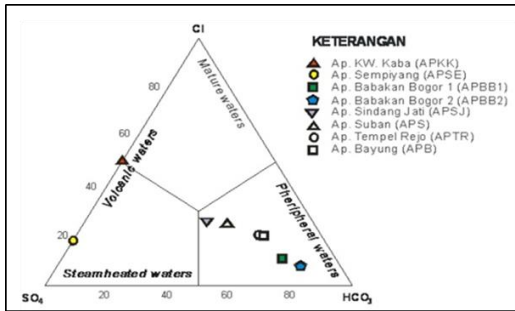 Cl
KETERANGAN
Ap. KW. Kaba (APKK)
Ap. Sempiyang (APSE)
Ap. Babakan Bogor 1 (APBB1)
Ap. Babakan Bogor 2 (APBB2)
Ap. Sindang Jati (APSJ)
Ap. Suban (APS)
Ap. Tempel Rejo (APTR)
Ap. Bayung (APB)
80
60
40
20
Mature waters
Volcanic waters
Pheripheral waters
Steamheated waters
SO₄
20
40
60
80
HCO₃